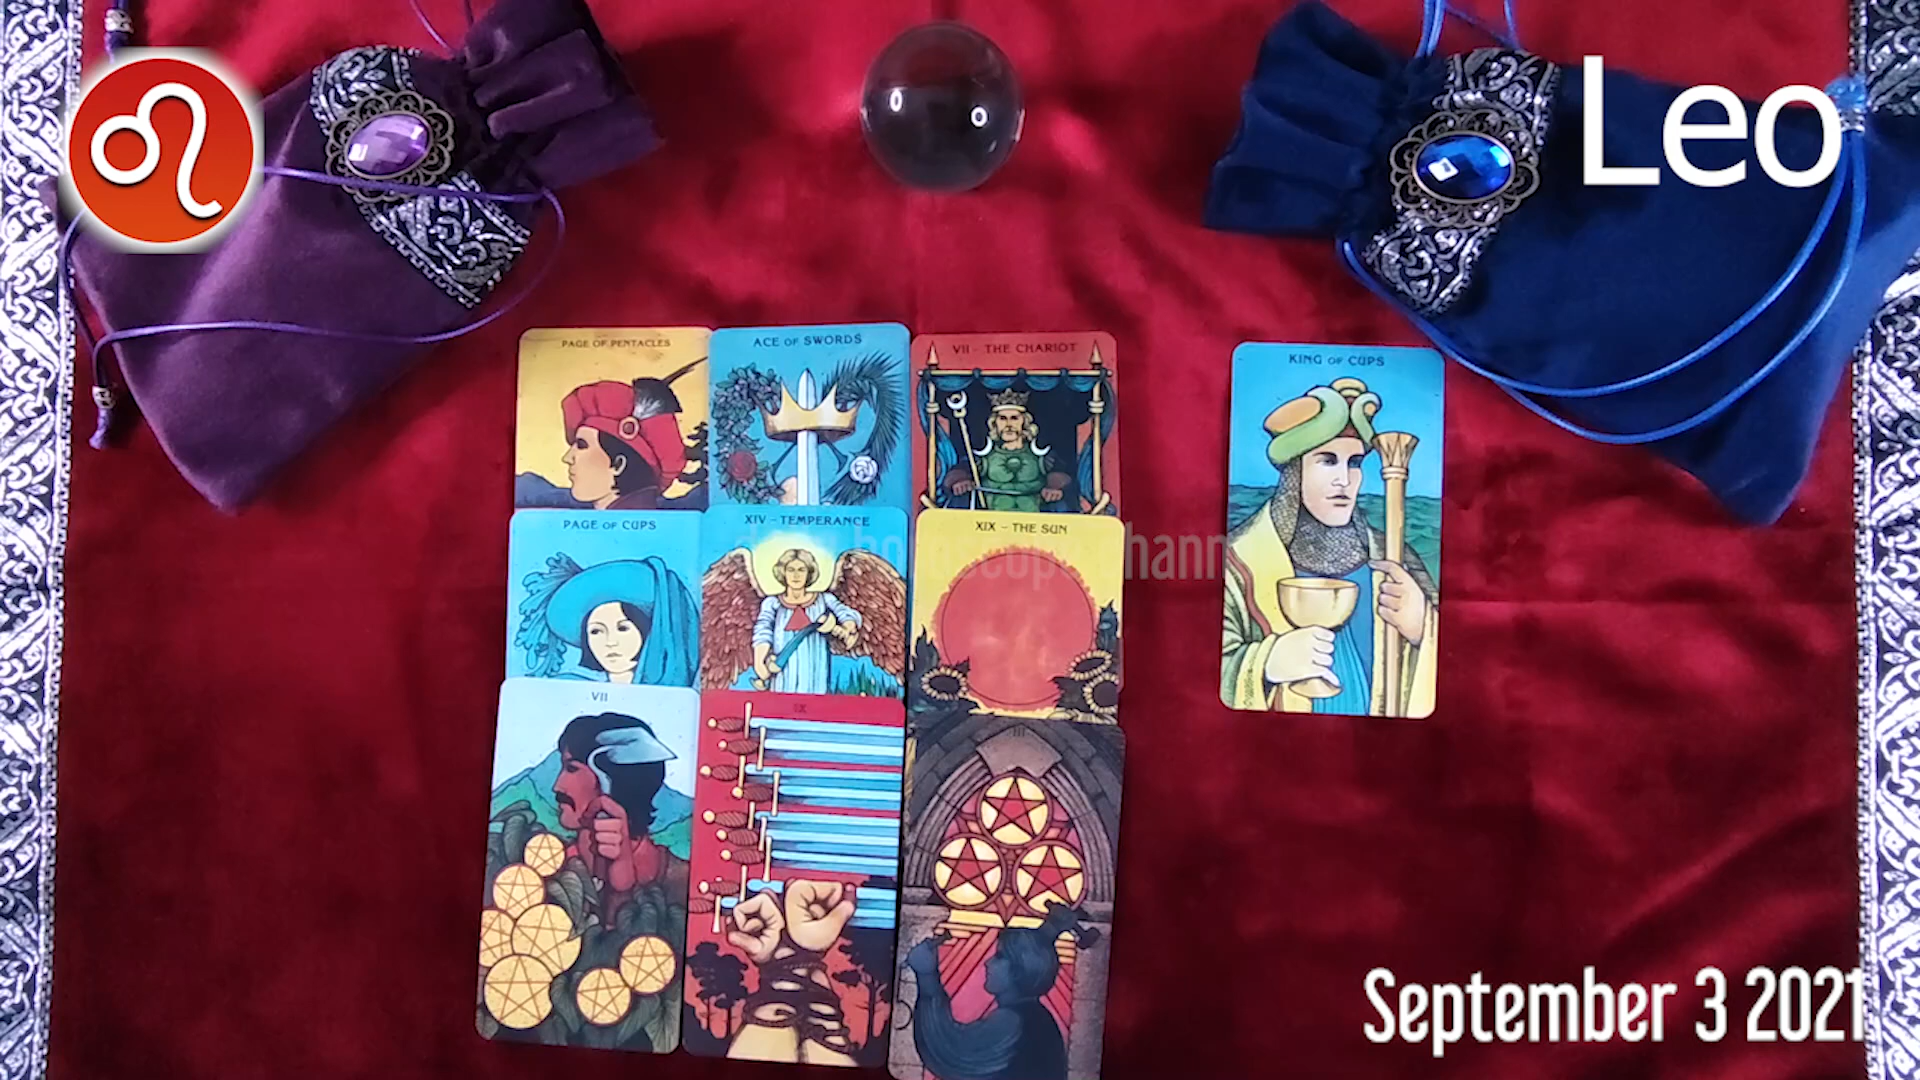 Leo
PAGE OF PENTACLES
ACE OF SWORDS
VII - THE CHARIOT
KING OF CUPS
PAGE OF CUPS
XIV - TEMPERANCE
XIX - THE SUN
VII
IX
III
September 3 2021